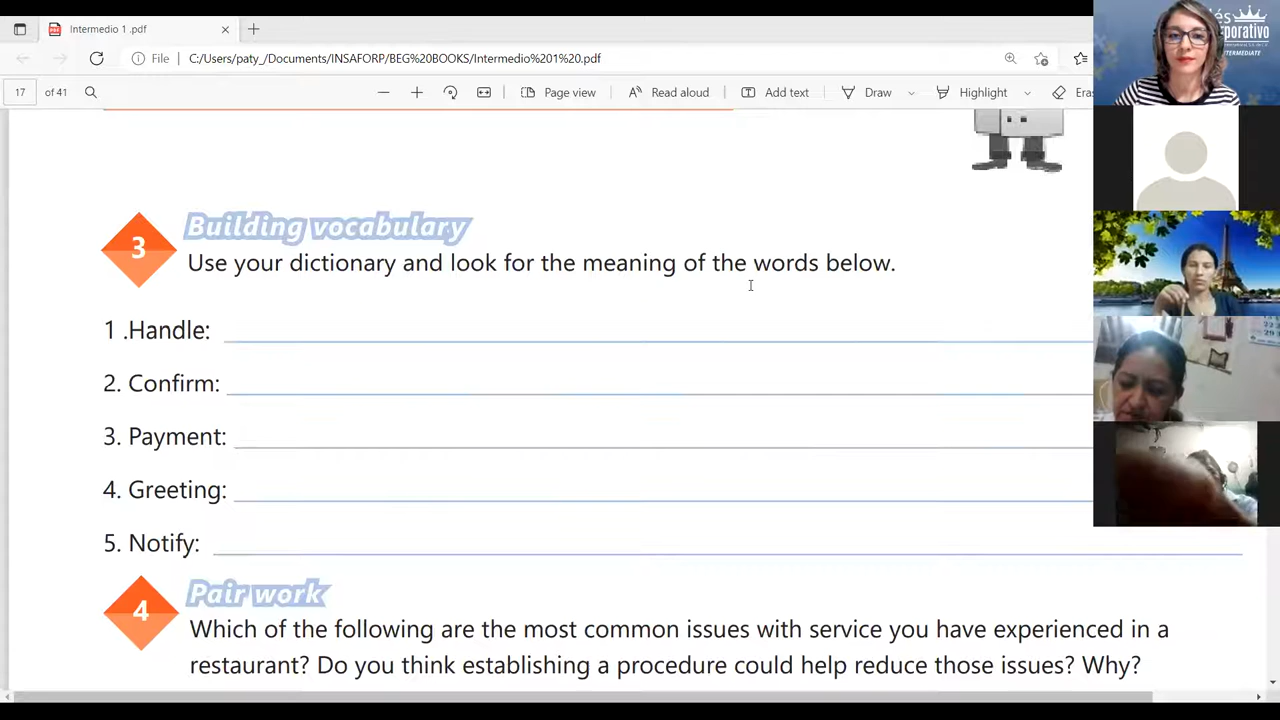 Intermedio 1 .pdf
File C:/Users/paty_/Documents/INSAFORP/BEG%20BOOKS/Intermedio%201%20.pdf
17 of 41 Page view Read aloud Add text Draw Highlight Eras
3 Building vocabulary
Use your dictionary and look for the meaning of the words below.
1 .Handle:
2. Confirm:
3. Payment:
4. Greeting:
5. Notify:
4 Pair work
Which of the following are the most common issues with service you have experienced in a
restaurant? Do you think establishing a procedure could help reduce those issues? Why?
és
rporativo
INTERMEDIATE